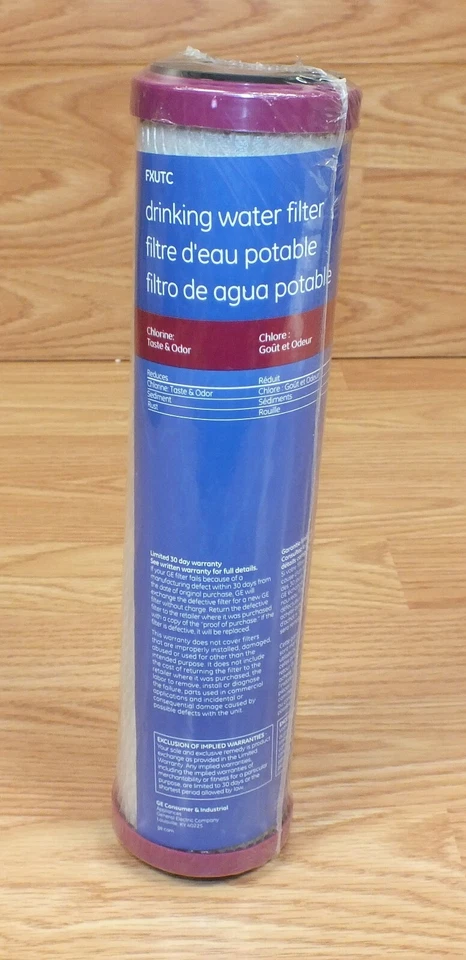 FXUTC
drinking water filter
filtre d'eau potable
filtro de agua potable
Chlorine:
Taste & Odor
Chlore :
Goût et Odeur
Reduces
Chlorine: Taste & Odor
Sediment
Rust
Réduit
Chlore : Goût et Odeur
Sédiments
Rouille
Limited 30 day warranty
See written warranty for full details.
If your GE filter fails because of a
manufacturing defect within 30 days from
the date of original purchase, GE will
exchange the defective filter for a new GE
filter without charge. Return the defective
filter to the retailer where it was purchased
with a copy of the "proof of purchase." If the
filter is defective, it will be replaced.
This warranty does not cover filters
that are improperly installed, damaged,
abused or used for other than the
intended purpose. It does not include
the cost of returning the filter to the
retailer where it was purchased, the
labor to remove, install or diagnose
the failure, parts used in commercial
applications and incidental or
consequential damage caused by
possible defects with the unit.
EXCLUSION OF IMPLIED WARRANTIES
Your sole and exclusive remedy is product
exchange as provided in the Limited
Warranty. Any implied warranties,
including the implied warranties of
merchantability or fitness for a particular
purpose, are limited to 30 days or the
shortest period allowed by law.
GE Consumer & Industrial
Appliances
General Electric Company
Louisville, KY 40225
ge.com